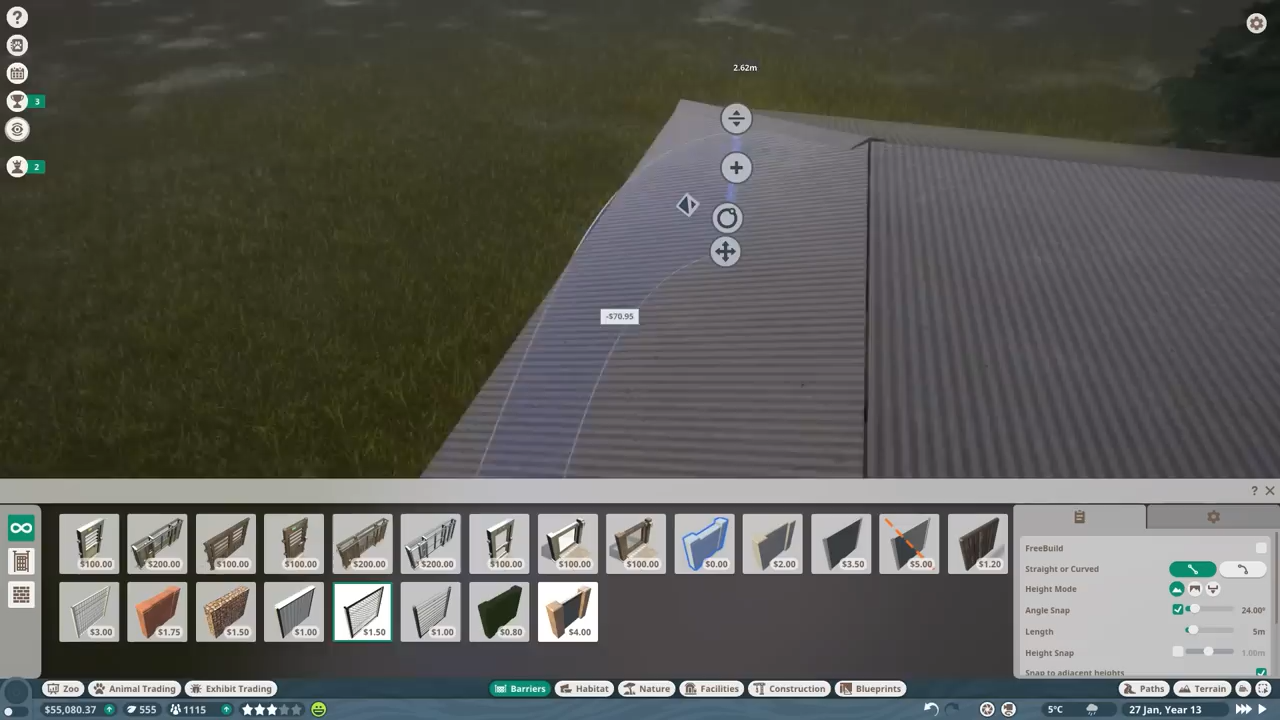 ?
2.62m
3
2
-$70.95
? ×
$100.00 $200.00 $100.00 $100.00 $200.00 $200.00 $100.00 $100.00 $100.00 $0.00 $2.00 $3.50 $5.00 $1.20
$3.00 $1.75 $1.50 $1.00 $1.50 $1.00 $0.80 $4.00
FreeBuild
Straight or Curved
Height Mode
Angle Snap 24.00°
Length 5m
Height Snap 1.00m
Snap to adjacent heights
Zoo Animal Trading Exhibit Trading Barriers Habitat Nature Facilities Construction Blueprints Paths Terrain
$55,080.37 555 1115 5°C 27 Jan, Year 13